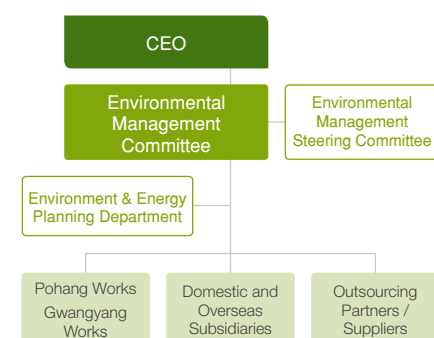 CEO
Environmental
Management
Committee
Environmental
Management
Steering Committee
Environment & Energy
Planning Department
Pohang Works
Gwangyang
Works
Domestic and
Overseas
Subsidiaries
Outsourcing
Partners /
Suppliers